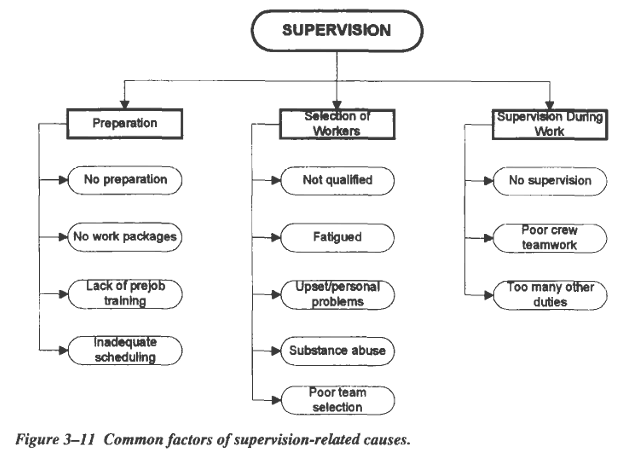 SUPERVISION
Preparation
No preparation
No work packages
Lack of prejob
training
Inadequate
scheduling
Selection of
Workers
Not qualified
Fatigued
Upset/personal
problems
Substance abuse
Poor team
selection
Supervision During
Work
No supervision
Poor crew
teamwork
Too many other
duties
Figure 3–11 Common factors of supervision-related causes.